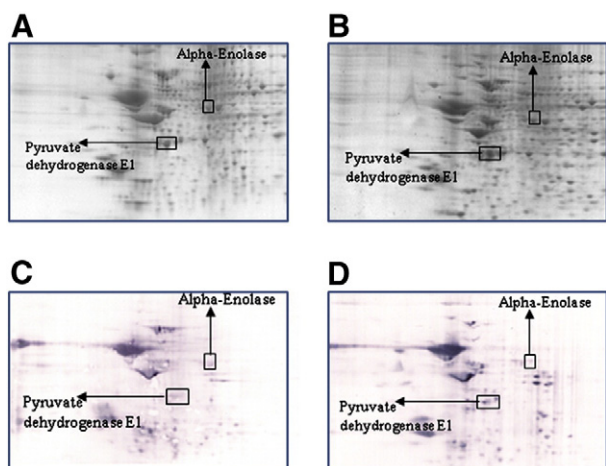 A
Alpha-Enolase
Pyruvate
dehydrogenase E1
B
Alpha-Enolase
Pyruvate
dehydrogenase E1
C
Alpha-Enolase
Pyruvate
dehydrogenase E1
D
Alpha-Enolase
Pyruvate
dehydrogenase E1